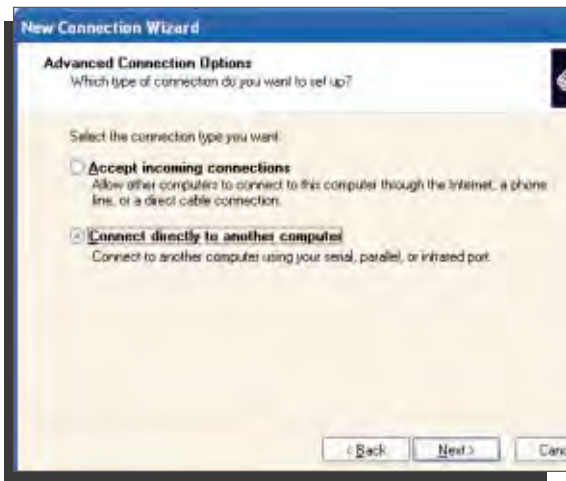 New Connection Wizard
Advanced Connection Options
Which type of connection do you want to set up?
Select the connection type you want:
Accept incoming connections
Allow other computers to connect to this computer through the Internet, a phone
line, or a direct cable connection.
Connect directly to another computer
Connect to another computer using your serial, parallel, or infrared port.
< Back Next > Canc